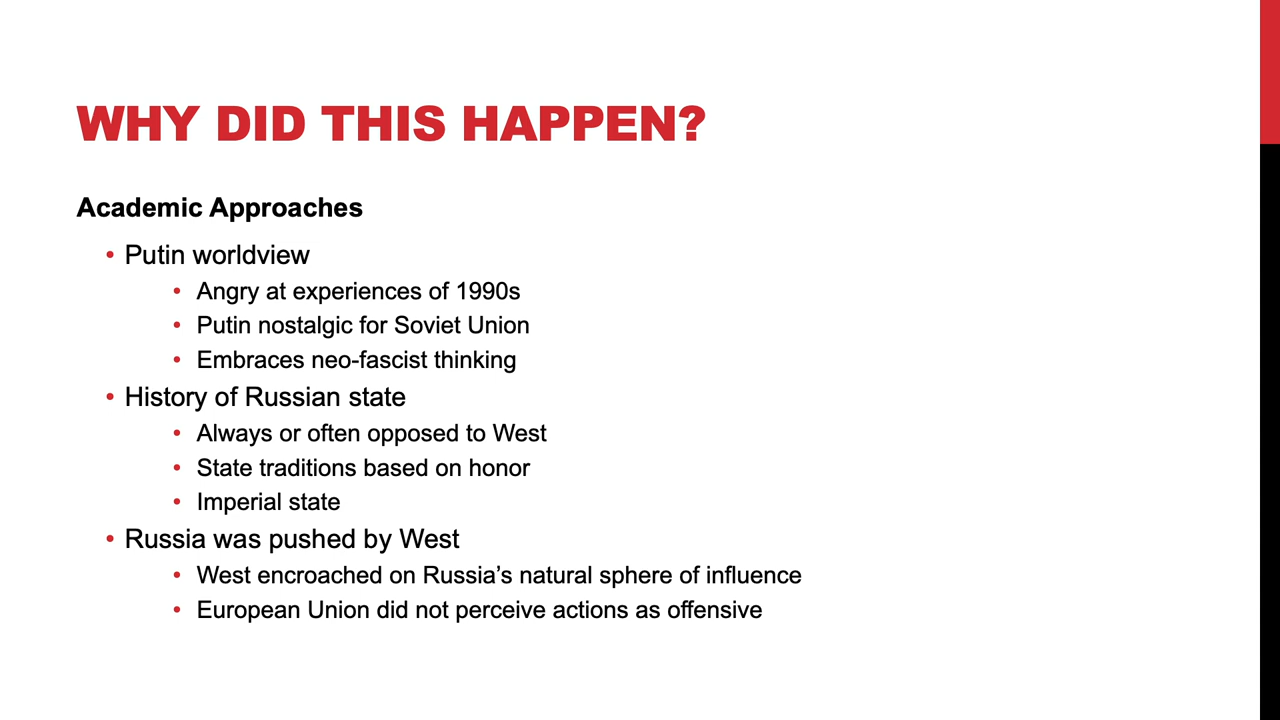 WHY DID THIS HAPPEN?
Academic Approaches
• Putin worldview
• Angry at experiences of 1990s
• Putin nostalgic for Soviet Union
• Embraces neo-fascist thinking
• History of Russian state
• Always or often opposed to West
• State traditions based on honor
• Imperial state
• Russia was pushed by West
• West encroached on Russia’s natural sphere of influence
• European Union did not perceive actions as offensive